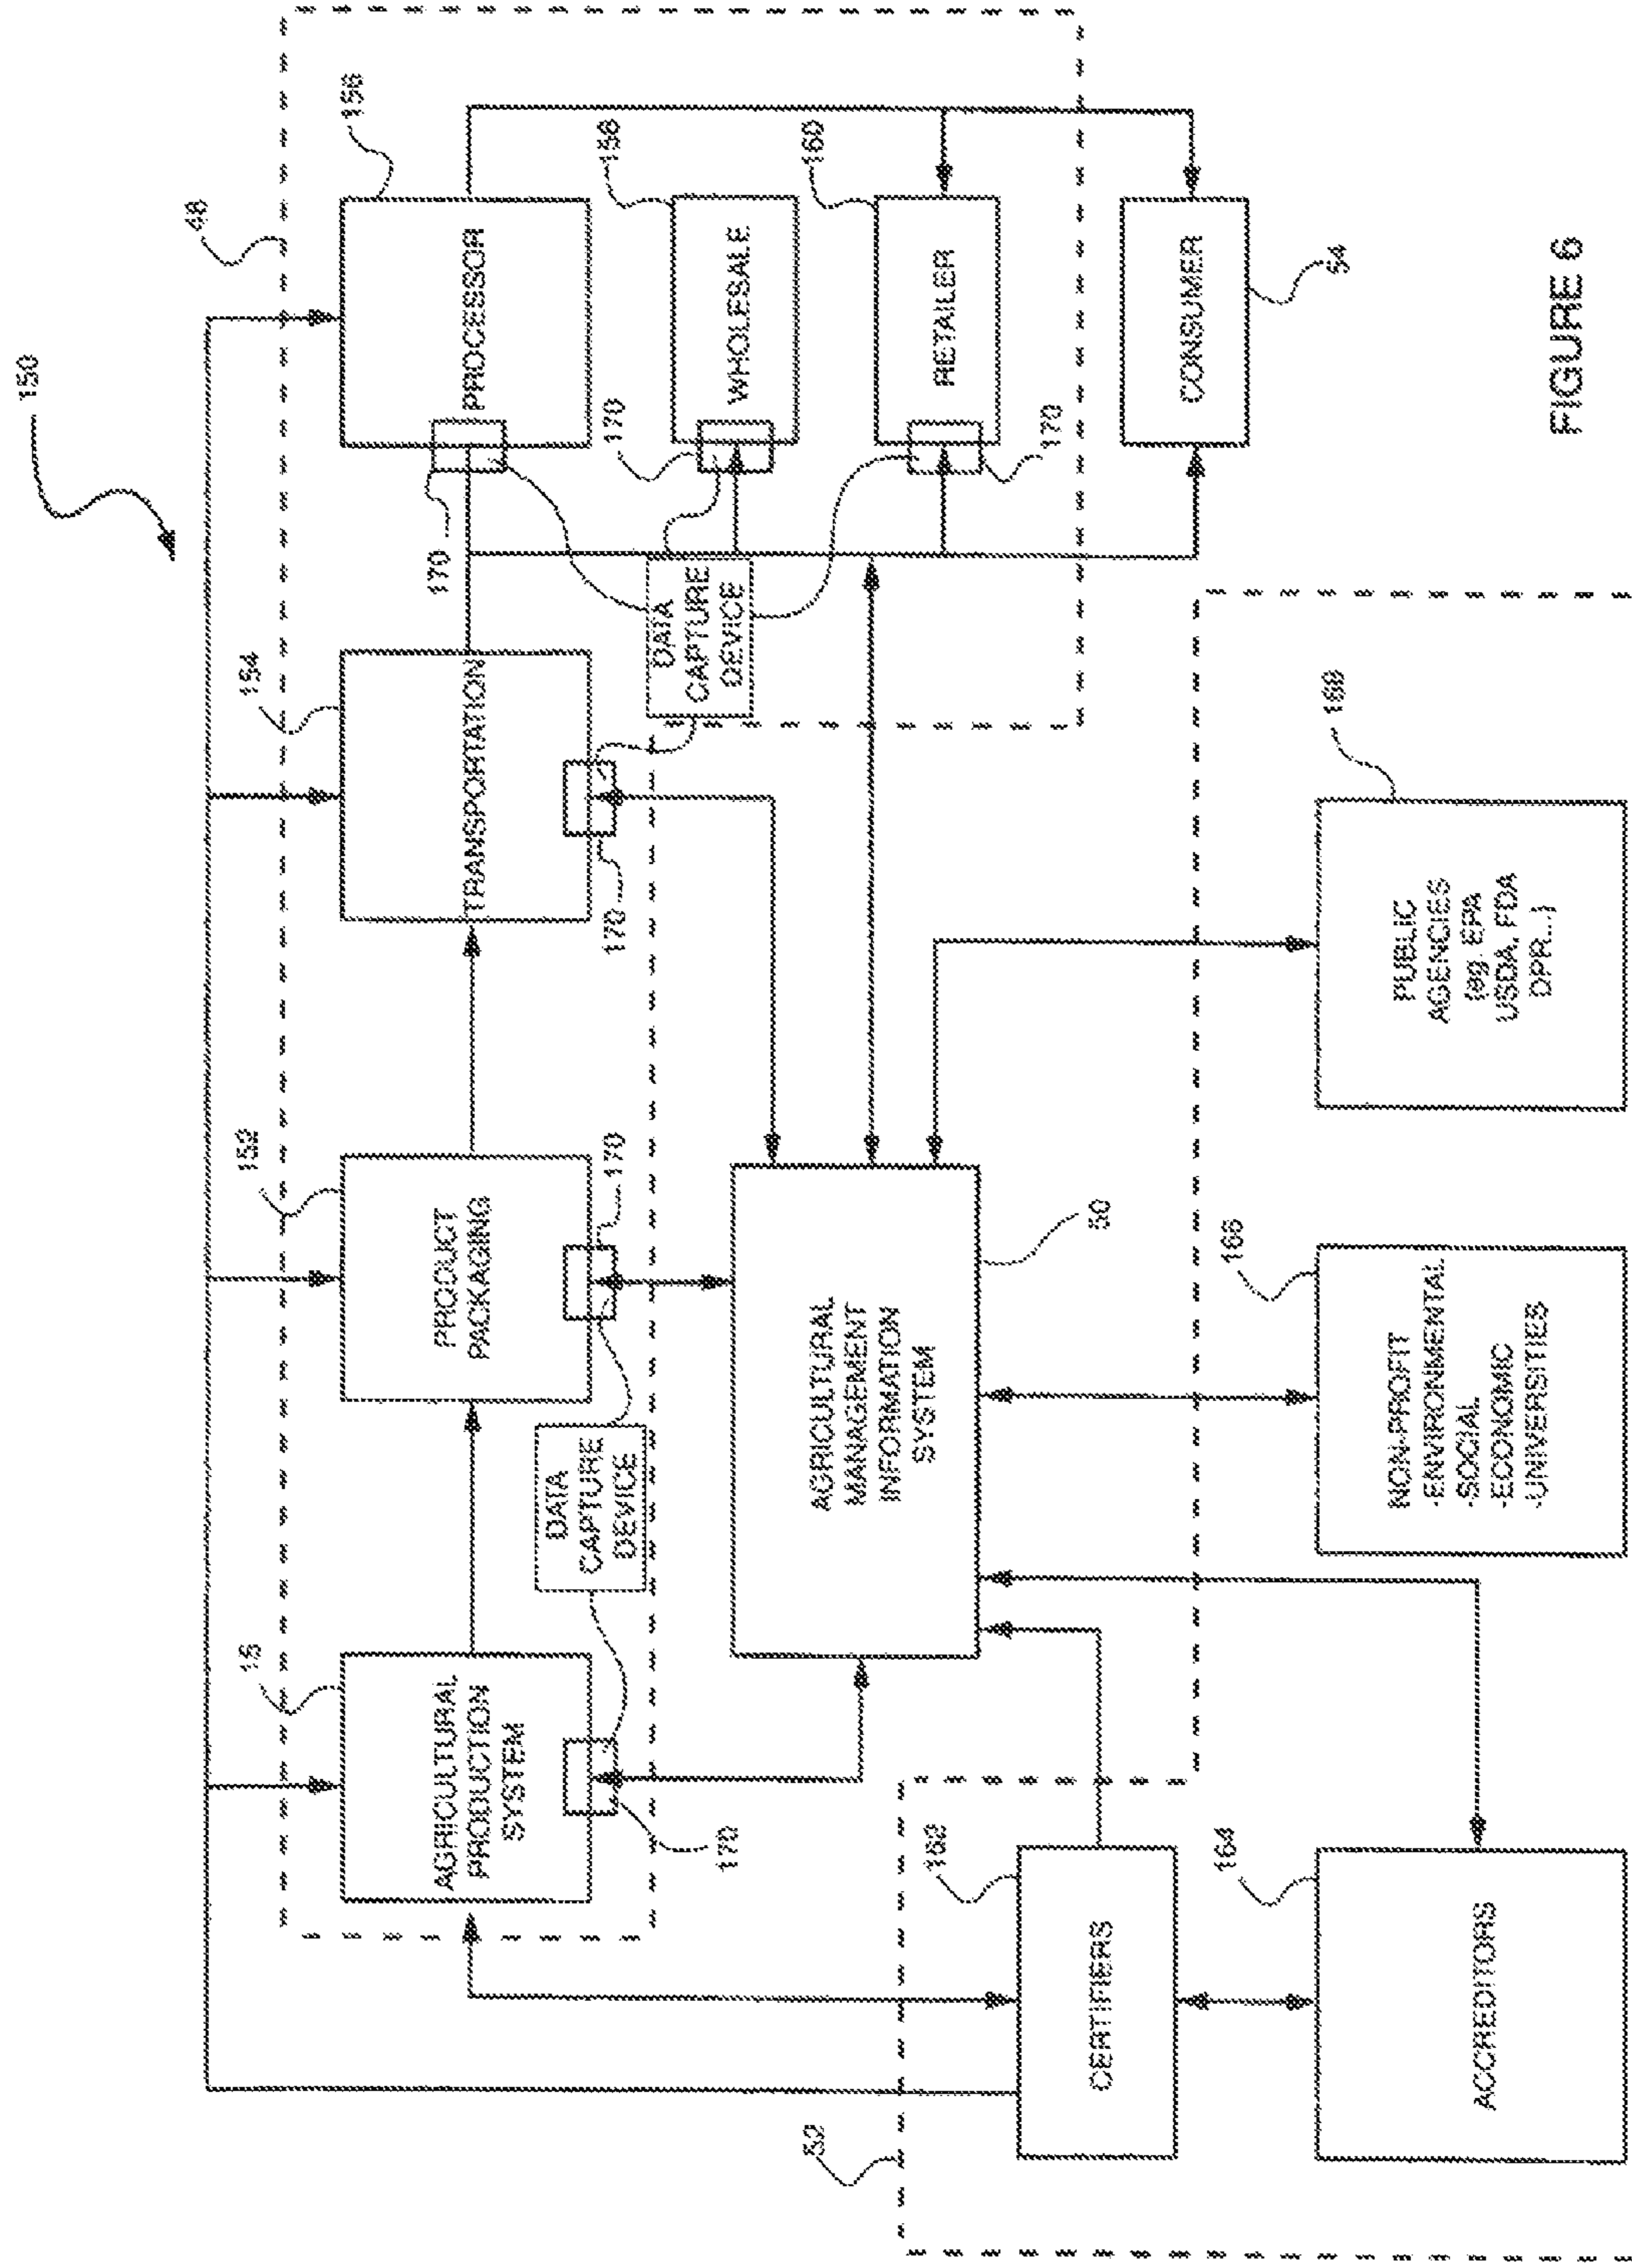 150
48
152
154
156
AGRICULTURAL
PRODUCTION
SYSTEM
PRODUCT
PACKAGING
TRANSPORTATION
170
PROCESSOR
DATA
CAPTURE
DEVICE
170
170
170
158
170
DATA
CAPTURE
DEVICE
WHOLESALE
52
160
AGRICULTURAL
MANAGEMENT
INFORMATION
SYSTEM
RETAILER
162
50
170
CERTIFIERS
CONSUMER
164
166
168
54
ACCREDITORS
NON-PROFIT
-ENVIRONMENTAL
-SOCIAL
-ECONOMIC
-UNIVERSITIES
PUBLIC
AGENCIES
(eg. EPA
USDA, FDA
DPR...)
FIGURE 6